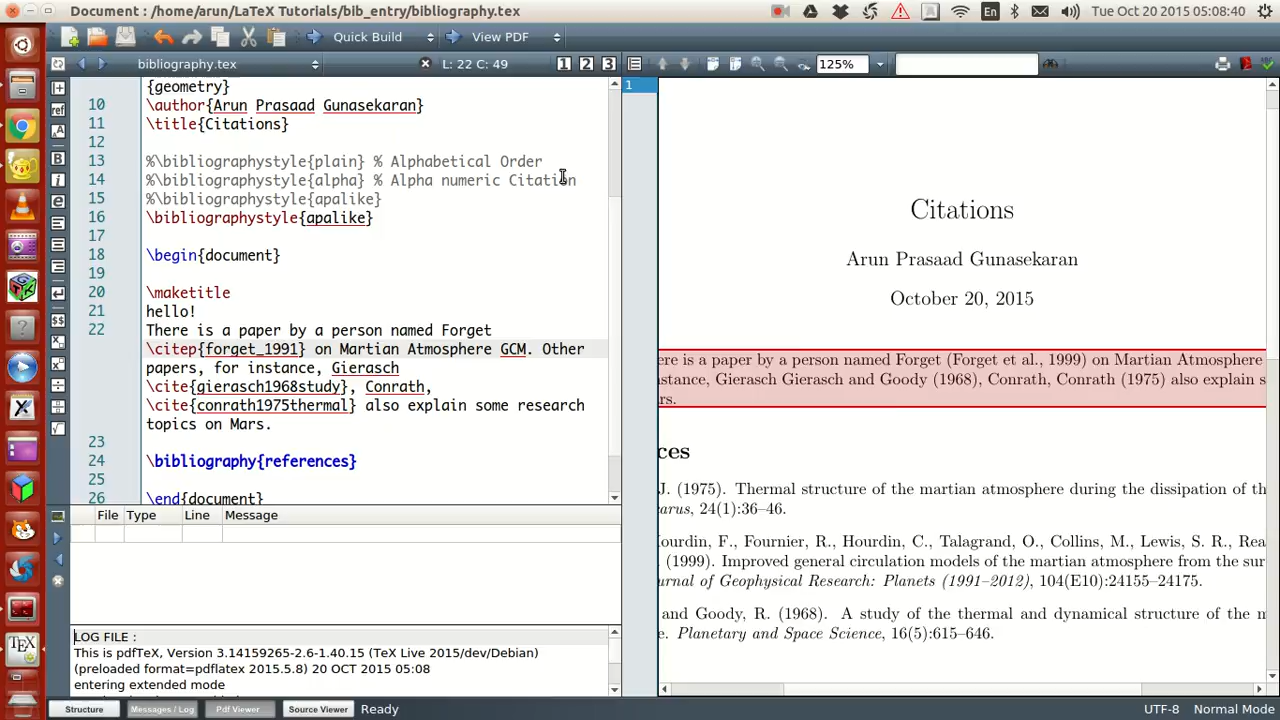 Document : /home/arun/LaTeX Tutorials/bib_entry/bibliography.tex
En
Tue Oct 20 2015 05:08:40
Quick Build
View PDF
bibliography.tex
L: 22 C: 49
1 2 3
125%
1
{geometry}
10 \author{Arun Prasaad Gunasekaran}
11 \title{Citations}
12
13 %\bibliographystyle{plain} % Alphabetical Order
14 %\bibliographystyle{alpha} % Alpha numeric Citation
15 %\bibliographystyle{apalike}
16 \bibliographystyle{apalike}
17
18 \begin{document}
19
20 \maketitle
21 hello!
22 There is a paper by a person named Forget
\citep{forget_1991} on Martian Atmosphere GCM. Other
papers, for instance, Gierasch
\cite{gierasch1968study}, Conrath,
\cite{conrath1975thermal} also explain some research
topics on Mars.
23
24 \bibliography{references}
25
26 \end{document}
Citations
Arun Prasaad Gunasekaran
October 20, 2015
ere is a paper by a person named Forget (Forget et al., 1999) on Martian Atmosphere
stance, Gierasch Gierasch and Goody (1968), Conrath, Conrath (1975) also explain s
rs.
ces
J. (1975). Thermal structure of the martian atmosphere during the dissipation of th
arus, 24(1):36–46.
ourdin, F., Fournier, R., Hourdin, C., Talagrand, O., Collins, M., Lewis, S. R., Rea
(1999). Improved general circulation models of the martian atmosphere from the sur
urnal of Geophysical Research: Planets (1991–2012), 104(E10):24155–24175.
and Goody, R. (1968). A study of the thermal and dynamical structure of the m
e. Planetary and Space Science, 16(5):615–646.
File Type Line Message
LOG FILE :
This is pdfTeX, Version 3.14159265-2.6-1.40.15 (TeX Live 2015/dev/Debian)
(preloaded format=pdflatex 2015.5.8) 20 OCT 2015 05:08
entering extended mode
Structure
Messages / Log
Pdf Viewer
Source Viewer
Ready
UTF-8
Normal Mode